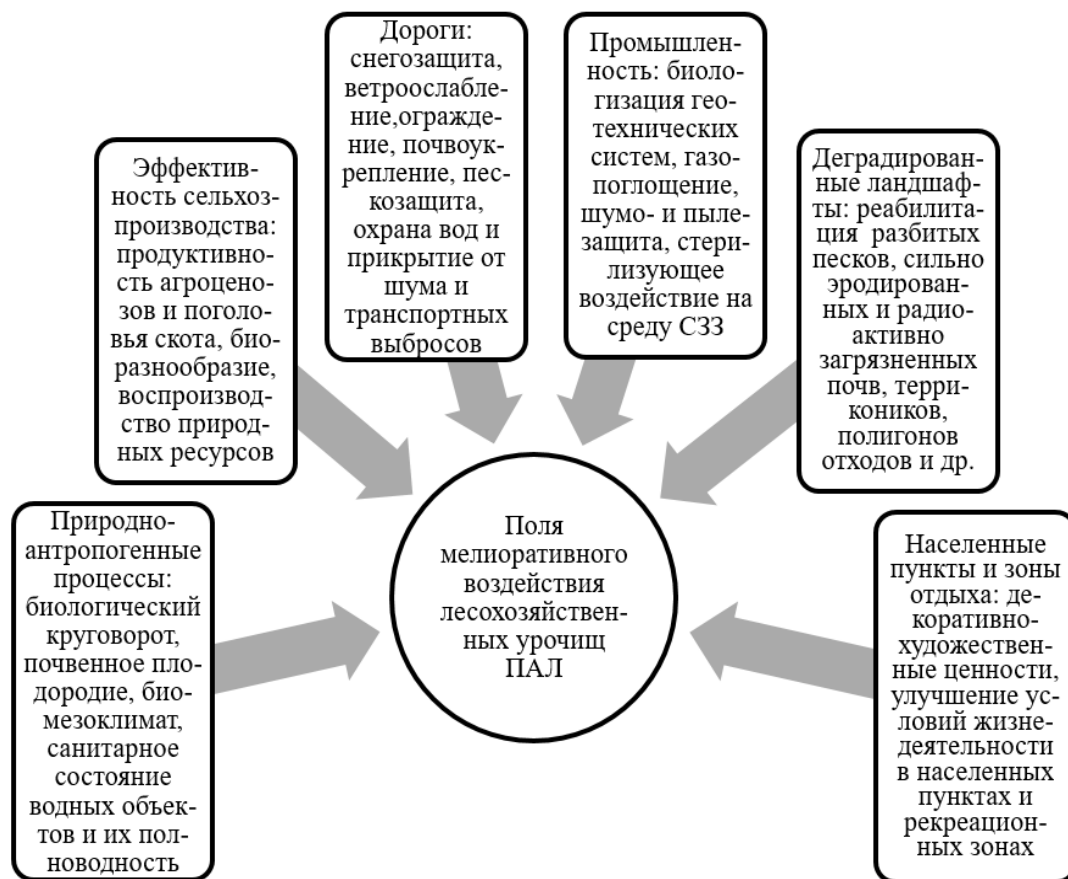 Дороги:
снегозащита,
ветроослабле-
ние,огражде-
ние, почвоук-
репление, пес-
козащита,
охрана вод и
прикрытие от
шума и
транспортных
выбросов
Промышлен-
ность: биоло-
гизация гео-
технических
систем, газо-
поглощение,
шумо- и пыле-
защита, стери-
лизующее
воздействие на
среду СЗЗ
Эффектив-
ность сельхоз-
производства:
продуктивно-
сть агроцено-
зов и поголо-
вья скота, био-
разнообразие,
воспроизвод-
ство природ-
ных ресурсов
Деградирован-
ные ландшаф-
ты: реабилита-
ция разбитых
песков, сильно
эродирован-
ных и радио-
активно
загрязненных
почв, терри-
коников,
полигонов
отходов и др.
Природно-
антропогенные
процессы:
биологический
круговорот,
почвенное пло-
дородие, био-
мезоклимат,
санитарное
состояние
водных объек-
тов и их пол-
новодность
Поля
мелиоративного
воздействия
лесохозяйствен-
ных урочищ
ПАЛ
Населенные
пункты и зоны
отдыха: де-
коративно-
художествен-
ные ценности,
улучшение ус-
ловий жизне-
деятельности
в населенных
пунктах и
рекреацион-
ных зонах